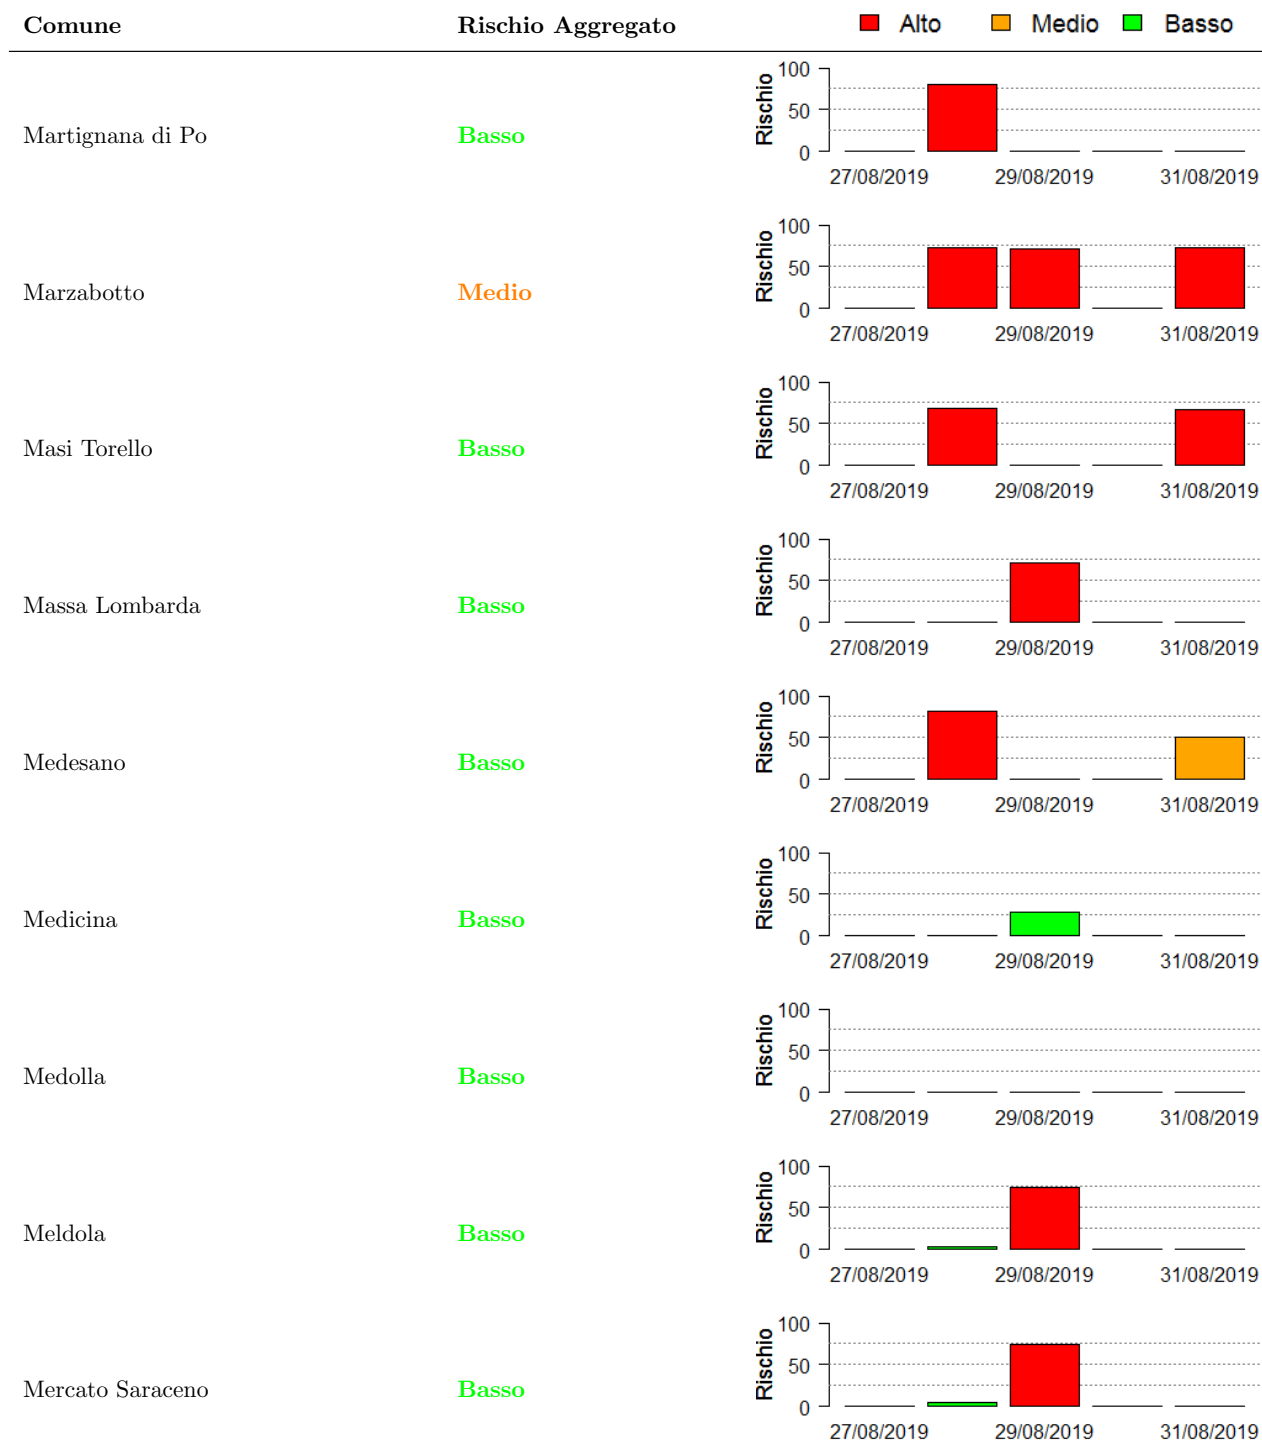 Comune Rischio Aggregato Alto Medio Basso
Martignana di Po Basso Rischio 100 50 0
27/08/2019 29/08/2019 31/08/2019
Marzabotto Medio Rischio 100 50 0
27/08/2019 29/08/2019 31/08/2019
Masi Torello Basso Rischio 100 50 0
27/08/2019 29/08/2019 31/08/2019
Massa Lombarda Basso Rischio 100 50 0
27/08/2019 29/08/2019 31/08/2019
Medesano Basso Rischio 100 50 0
27/08/2019 29/08/2019 31/08/2019
Medicina Basso Rischio 100 50 0
27/08/2019 29/08/2019 31/08/2019
Medolla Basso Rischio 100 50 0
27/08/2019 29/08/2019 31/08/2019
Meldola Basso Rischio 100 50 0
27/08/2019 29/08/2019 31/08/2019
Mercato Saraceno Basso Rischio 100 50 0
27/08/2019 29/08/2019 31/08/2019